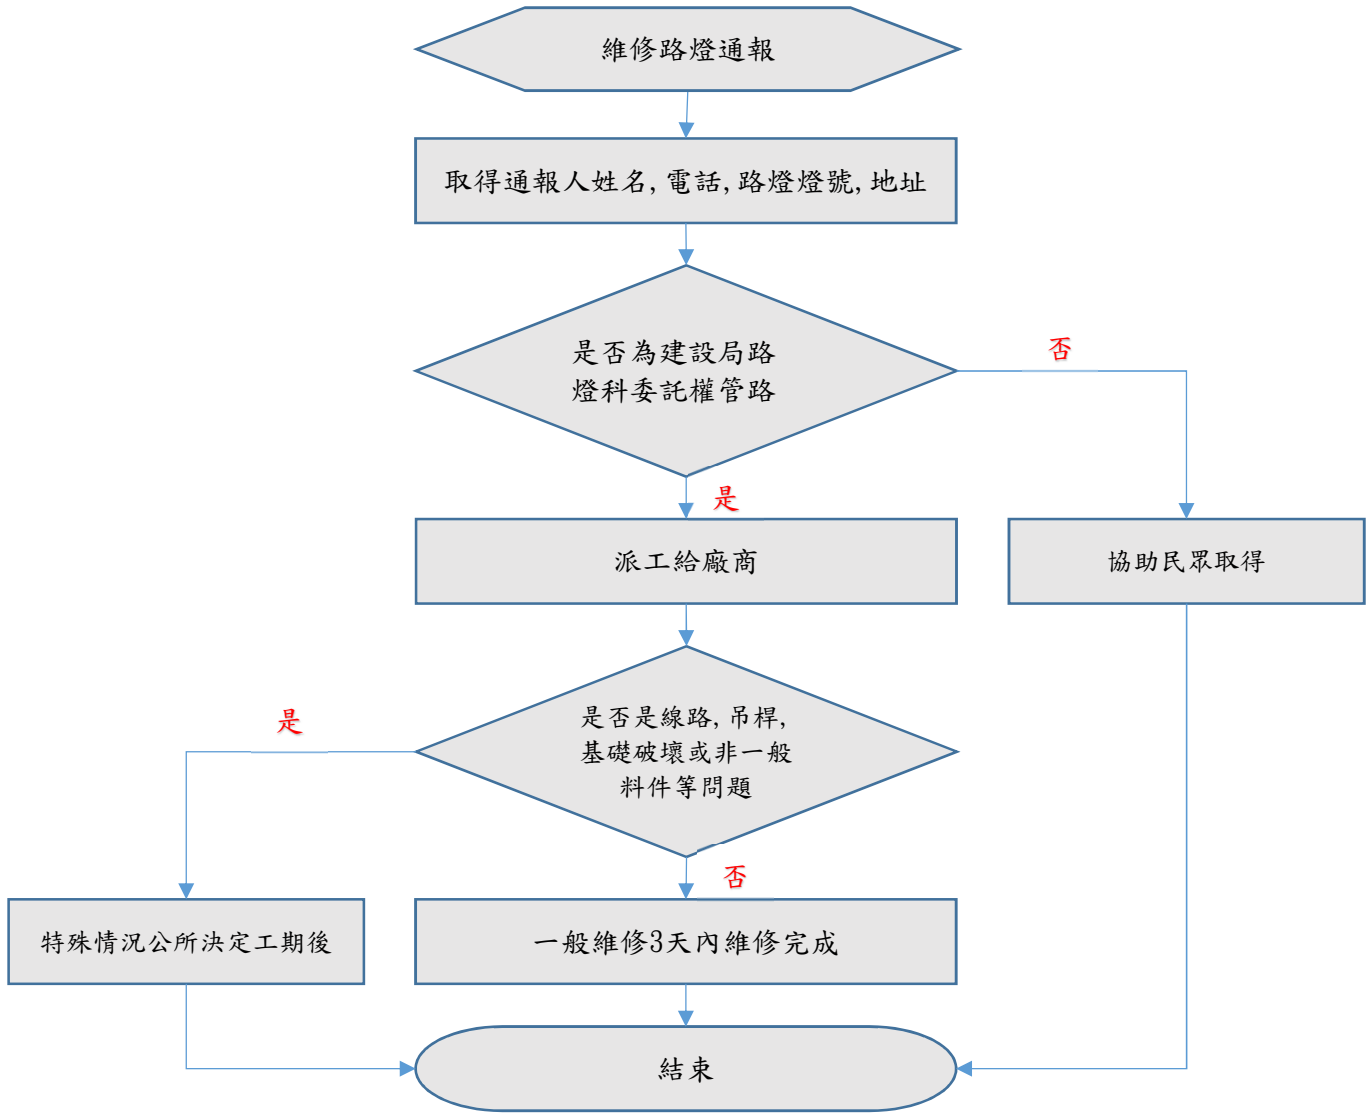 維修路燈通報
取得通報人姓名, 電話, 路燈燈號, 地址
是否為建設局路
燈科委託權管路
否
是
派工給廠商
協助民眾取得
是否是線路, 吊桿,
基礎破壞或非一般
料件等問題
是
否
特殊情況公所決定工期後
一般維修3天內維修完成
結束